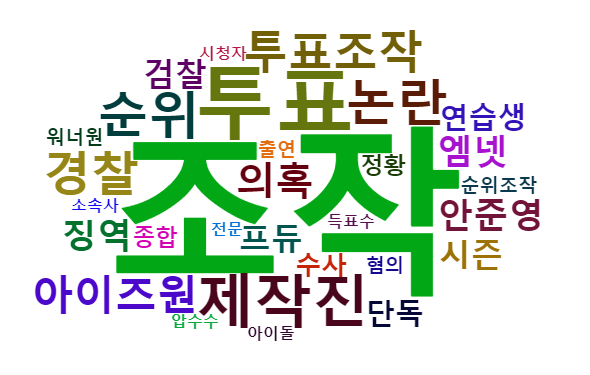 시청자
투표조작
검찰
투표
논란
순위
연습생
워너원
출연
엠넷
경찰
조작
정황
의혹
순위조작
소속사
득표수
안준영
징역
종합
전문
프듀
시즌
수사
혐의
아이즈원
제작진
단독
압수수
아이돌